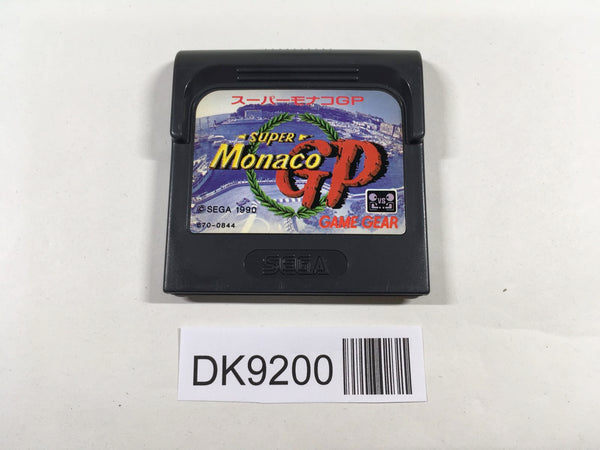 スーパーモナコGP
SUPER
Monaco GP
© SEGA 1990
670-0844
VS
GAME GEAR
SEGA
DK9200